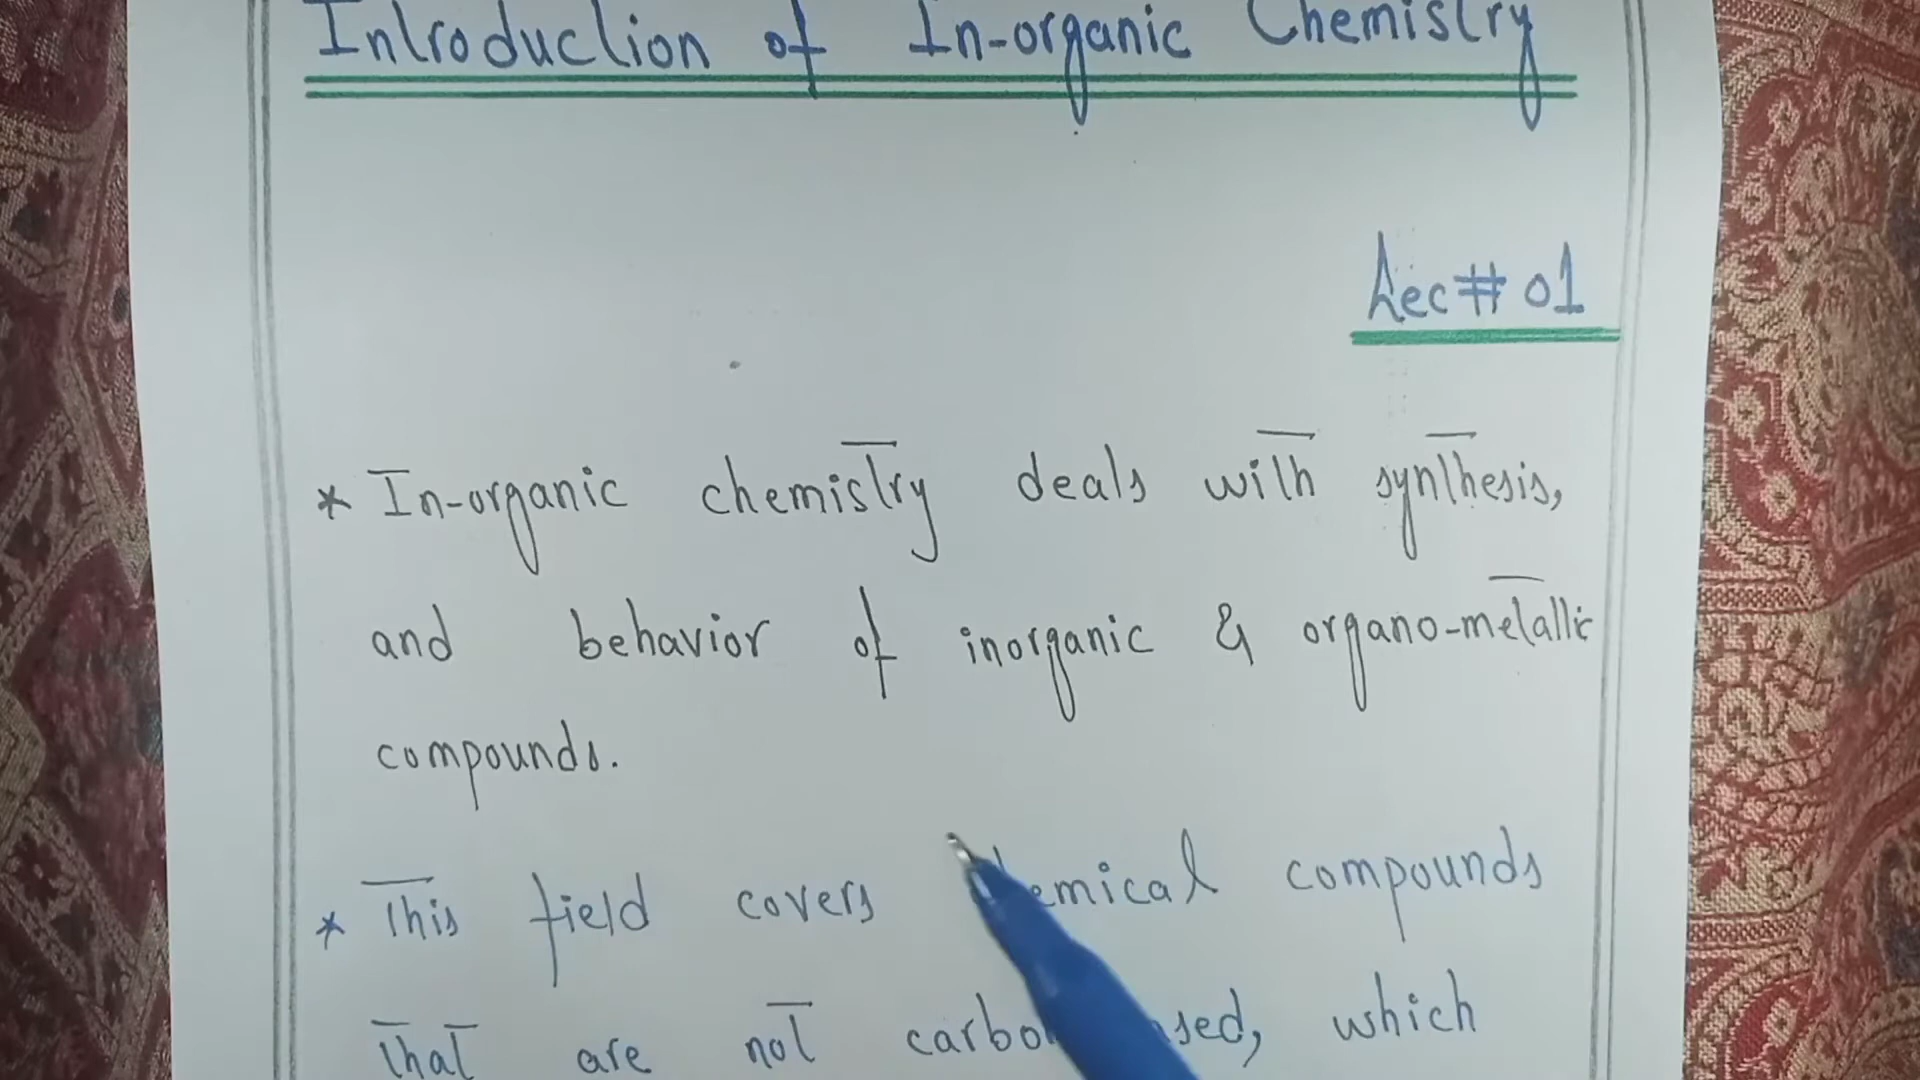 Introduction of In-organic Chemistry
Lec # 01
* In-organic chemistry deals with synthesis,
and behavior of inorganic & organo-metallic
compounds.
* This field covers chemical compounds
that are not carbon based, which